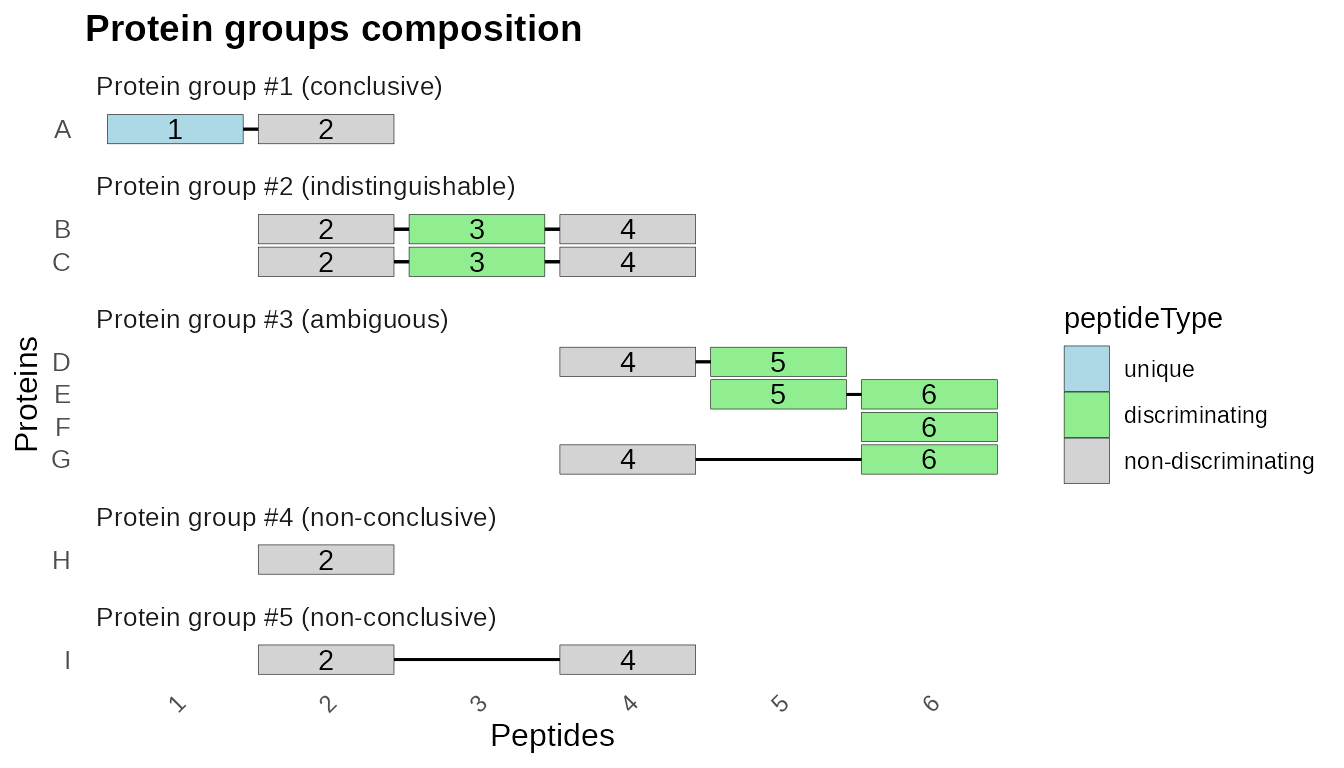 Protein groups composition
Protein group #1 (conclusive)
A 1 2
Protein group #2 (indistinguishable)
B 2 3 4
C 2 3 4
Protein group #3 (ambiguous)
D 4 5
E 5 6
F 6
G 4 6
Protein group #4 (non-conclusive)
H 2
Protein group #5 (non-conclusive)
I 2 4
1 2 3 4 5 6
Peptides
Proteins
peptideType
unique
discriminating
non-discriminating